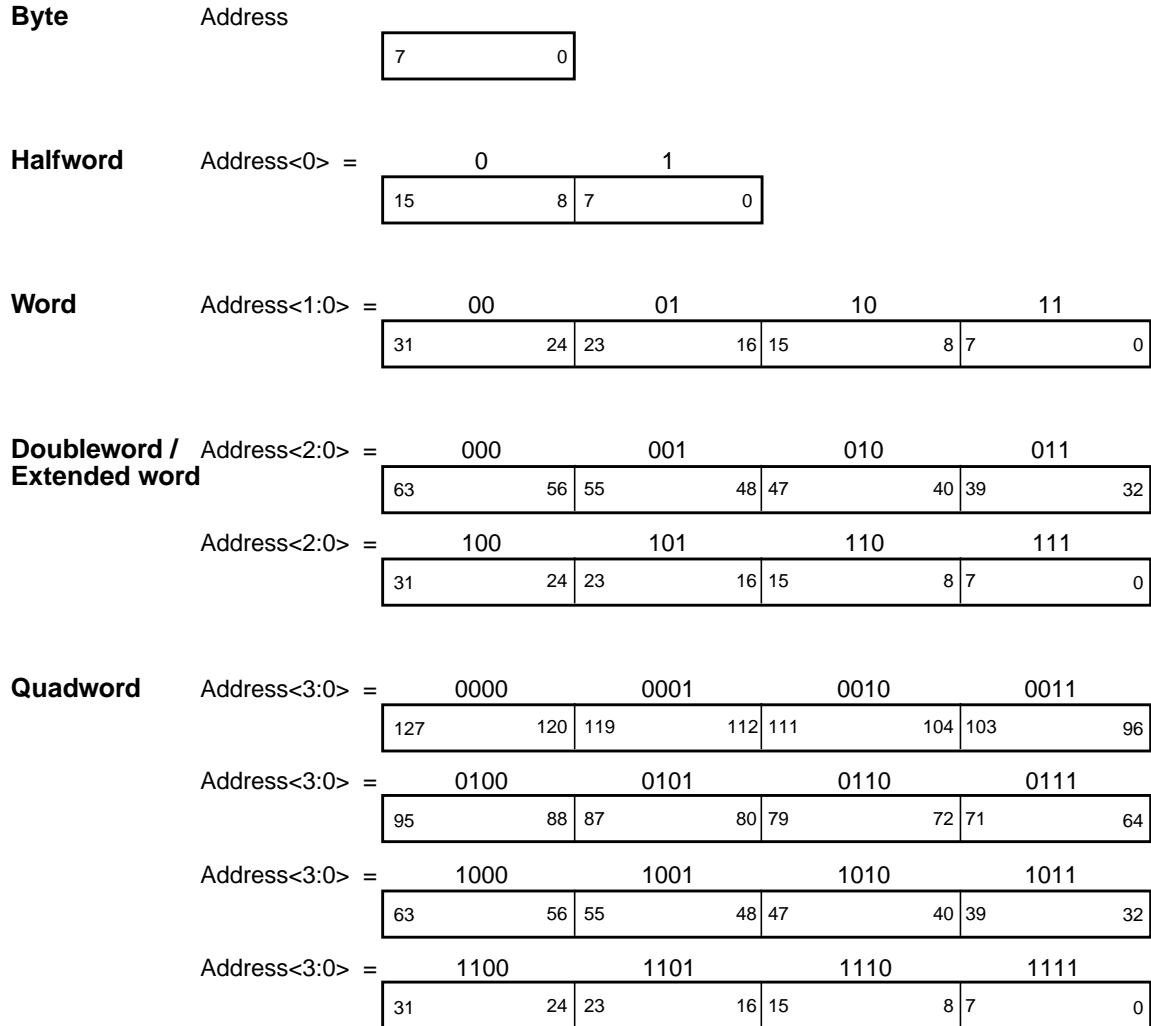 Byte Address
7 0
Halfword Address<0> = 0 1
15 8 7 0
Word Address<1:0> = 00 01 10 11
31 24 23 16 15 8 7 0
Doubleword / Address<2:0> = 000 001 010 011
Extended word
63 56 55 48 47 40 39 32
Address<2:0> = 100 101 110 111
31 24 23 16 15 8 7 0
Quadword Address<3:0> = 0000 0001 0010 0011
127 120 119 112 111 104 103 96
Address<3:0> = 0100 0101 0110 0111
95 88 87 80 79 72 71 64
Address<3:0> = 1000 1001 1010 1011
63 56 55 48 47 40 39 32
Address<3:0> = 1100 1101 1110 1111
31 24 23 16 15 8 7 0